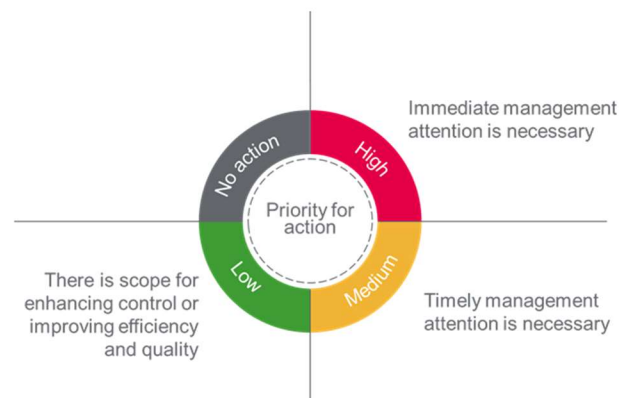 Immediate management
attention is necessary
No action
High
Priority for
action
Low
Medium
There is scope for
enhancing control or
improving efficiency
and quality
Timely management
attention is necessary